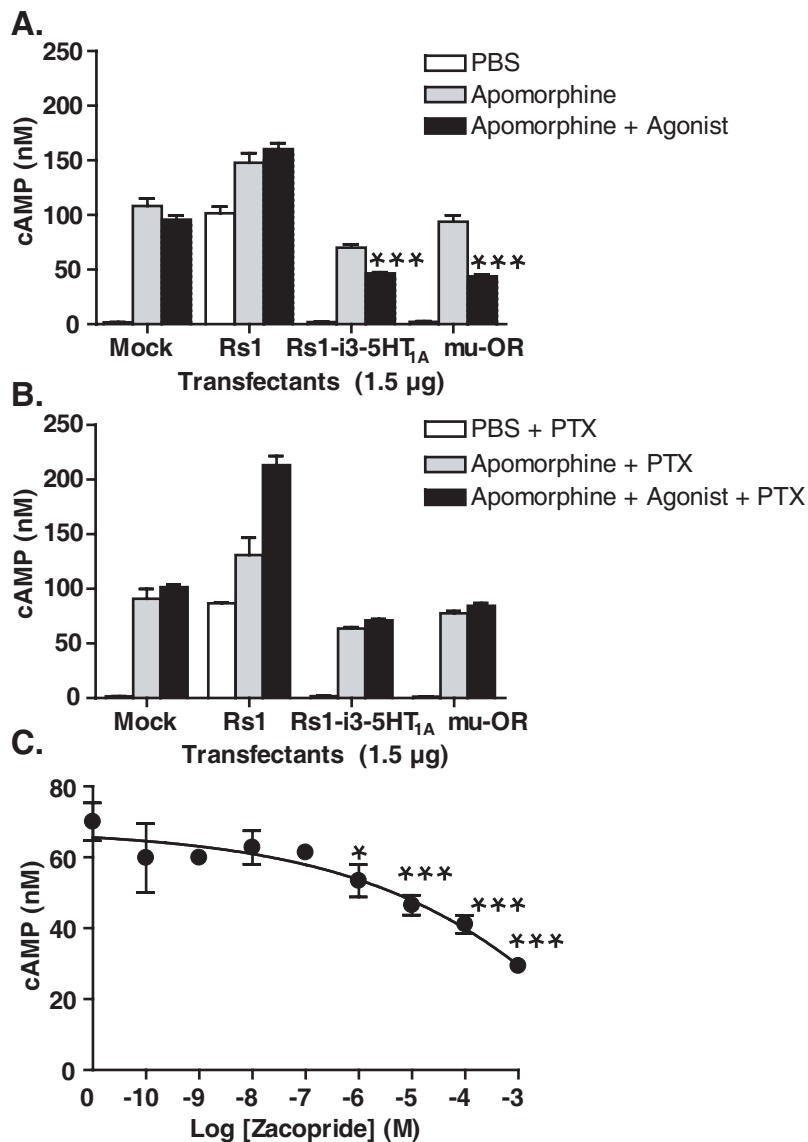 A.
250
200
150
100
50
0
cAMP (nM)
PBS
Apomorphine
Apomorphine + Agonist
***
***
Mock Rs1 Rs1-i3-5HT1A mu-OR
Transfectants (1.5 µg)
B.
250
200
150
100
50
0
cAMP (nM)
PBS + PTX
Apomorphine + PTX
Apomorphine + Agonist + PTX
Mock Rs1 Rs1-i3-5HT1A mu-OR
Transfectants (1.5 µg)
C.
80
60
40
20
0
cAMP (nM)
*
***
***
***
0 -10 -9 -8 -7 -6 -5 -4 -3
Log [Zacopride] (M)